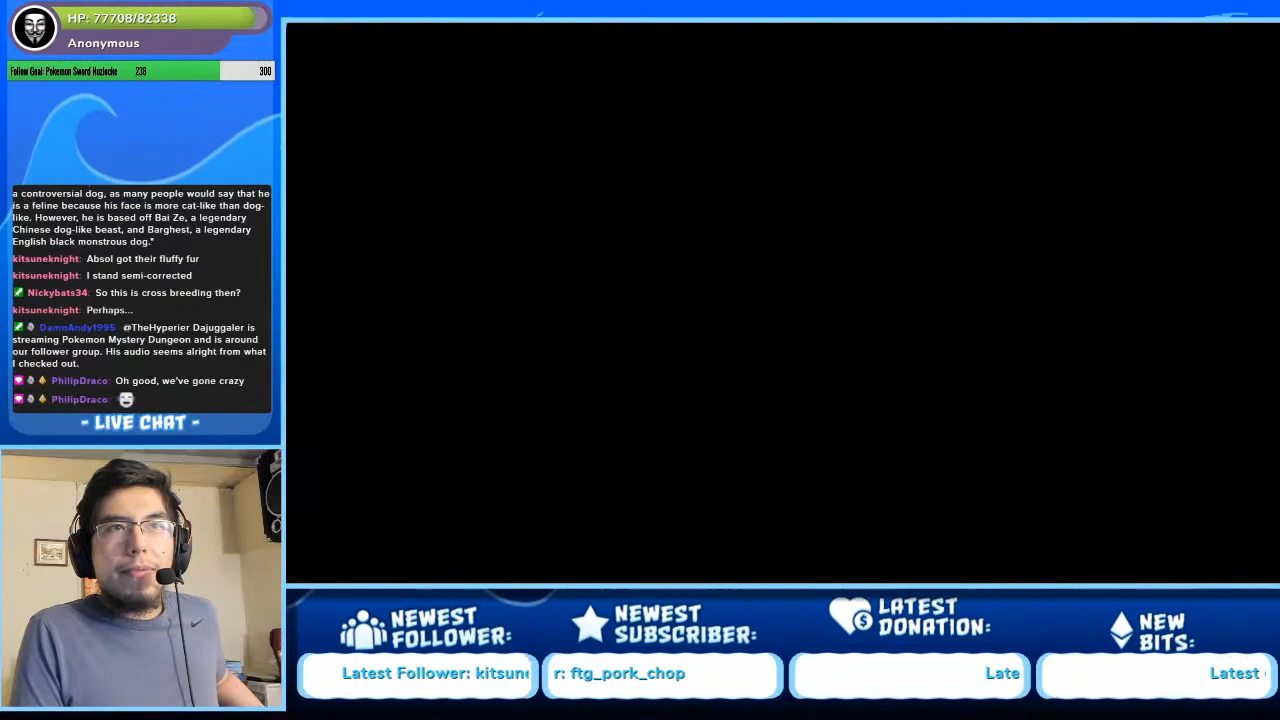 HP: 77708/82338
Anonymous
Follow Goal: Pokemon Sword Nuzlocke 238 300
a controversial dog, as many people would say that he
is a feline because his face is more cat-like than dog-
like. However, he is based off Bai Ze, a legendary
Chinese dog-like beast, and Barghest, a legendary
English black monstrous dog."
kitsuneknight: Absol got their fluffy fur
kitsuneknight: I stand semi-corrected
Nickybats34: So this is cross breeding then?
kitsuneknight: Perhaps...
DamnAndy1995 @TheHyperier Dajuggaler is
streaming Pokemon Mystery Dungeon and is around
our follower group. His audio seems alright from what
I checked out.
PhilipDraco: Oh good, we've gone crazy
PhilipDraco:
- LIVE CHAT -
NEWEST
FOLLOWER:
Latest Follower: kitsune
NEWEST
SUBSCRIBER:
r: ftg_pork_chop
LATEST
DONATION:
Late
NEW
BITS:
Latest